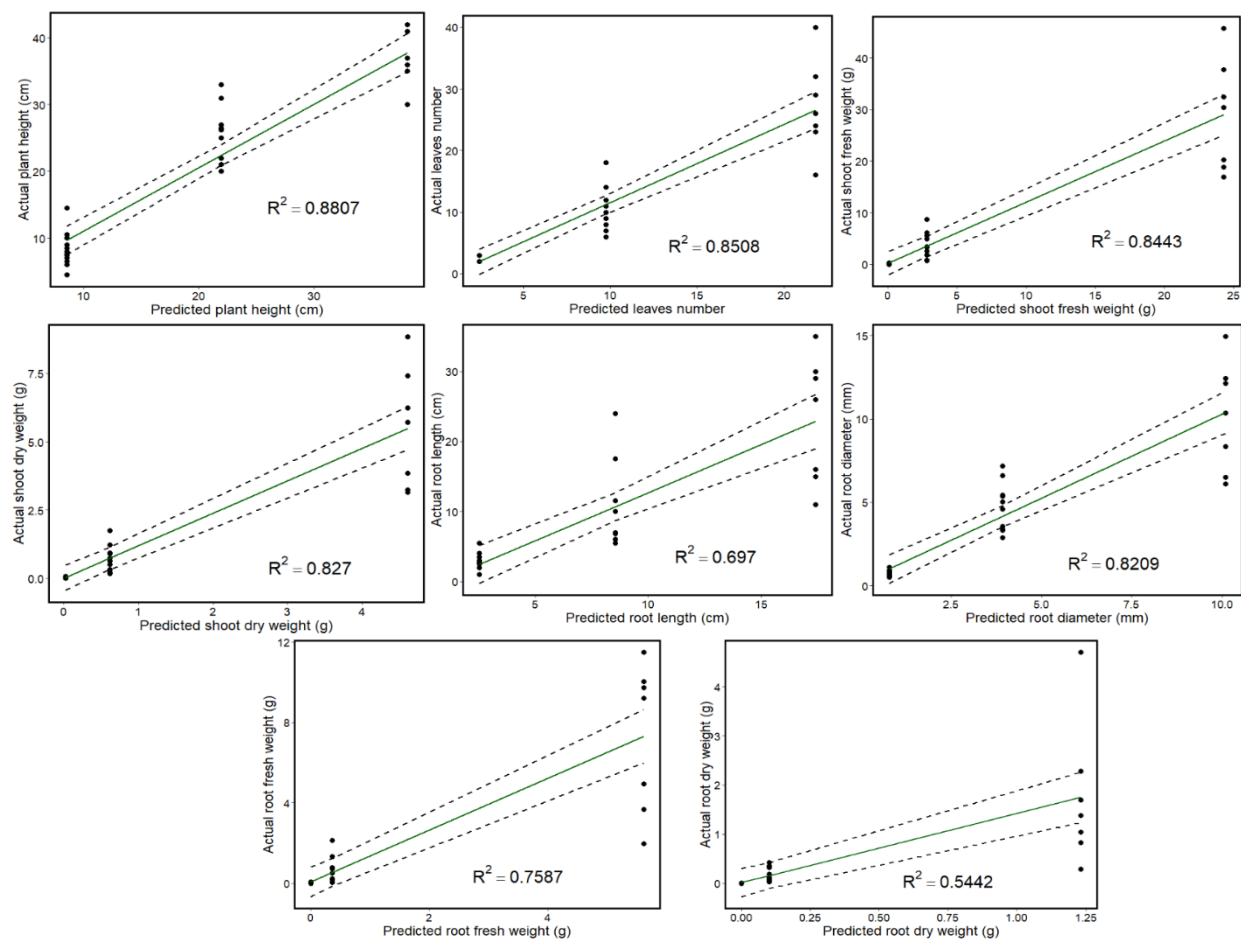 Actual plant height (cm)
40
30
20
10
R² = 0.8807
10 20 30
Predicted plant height (cm)
Actual leaves number
40
30
20
10
0
R² = 0.8508
5 10 15 20
Predicted leaves number
Actual shoot fresh weight (g)
50
40
30
20
10
0
R² = 0.8443
0 5 10 15 20 25
Predicted shoot fresh weight (g)
Actual shoot dry weight (g)
7.5
5.0
2.5
0.0
R² = 0.827
0 1 2 3 4
Predicted shoot dry weight (g)
Actual root length (cm)
30
20
10
0
R² = 0.697
5 10 15
Predicted root length (cm)
Actual root diameter (mm)
15
10
5
0
R² = 0.8209
2.5 5.0 7.5 10.0
Predicted root diameter (mm)
Actual root fresh weight (g)
12
8
4
0
R² = 0.7587
0 2 4
Predicted root fresh weight (g)
Actual root dry weight (g)
4
3
2
1
0
R² = 0.5442
0.00 0.25 0.50 0.75 1.00 1.25
Predicted root dry weight (g)